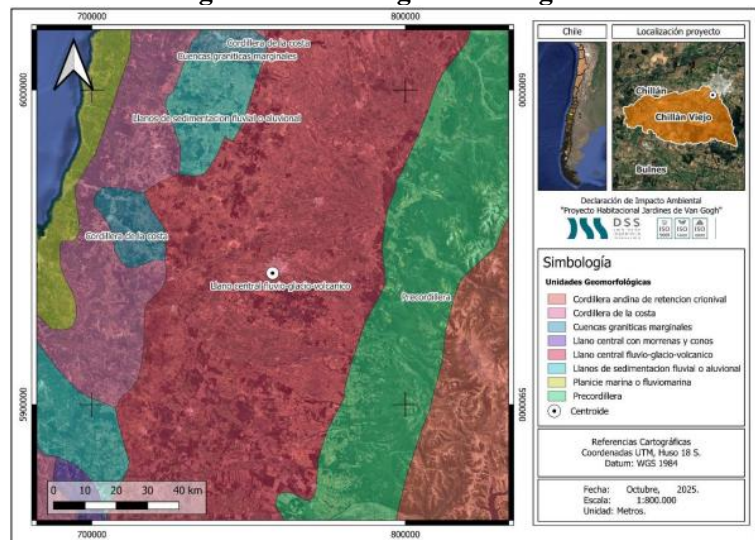 700000
800000
6000000
6000000
5900000
5900000
700000
800000
Cordillera de la costa
Cuencas graniticas marginales
Llanos de sedimentacion fluvial o aluvional
Cordillera de la costa
Llano central fluvio-glacio-volcanico
Precordillera
0 10 20 30 40 km
Chile
Localización proyecto
Chillán
Chillán Viejo
Bulnes
Declaración de Impacto Ambiental
"Proyecto Habitacional Jardines de Van Gogh"
DSS
ISO
ISO
ISO
Simbología
Unidades Geomorfológicas
Cordillera andina de retencion crionival
Cordillera de la costa
Cuencas graniticas marginales
Llano central con morrenas y conos
Llano central fluvio-glacio-volcanico
Llanos de sedimentacion fluvial o aluvional
Planicie marina o fluviomarina
Precordillera
Centroide
Referencias Cartográficas
Coordenadas UTM, Huso 18 S.
Datum: WGS 1984
Fecha: Octubre, 2025.
Escala: 1:800.000
Unidad: Metros.